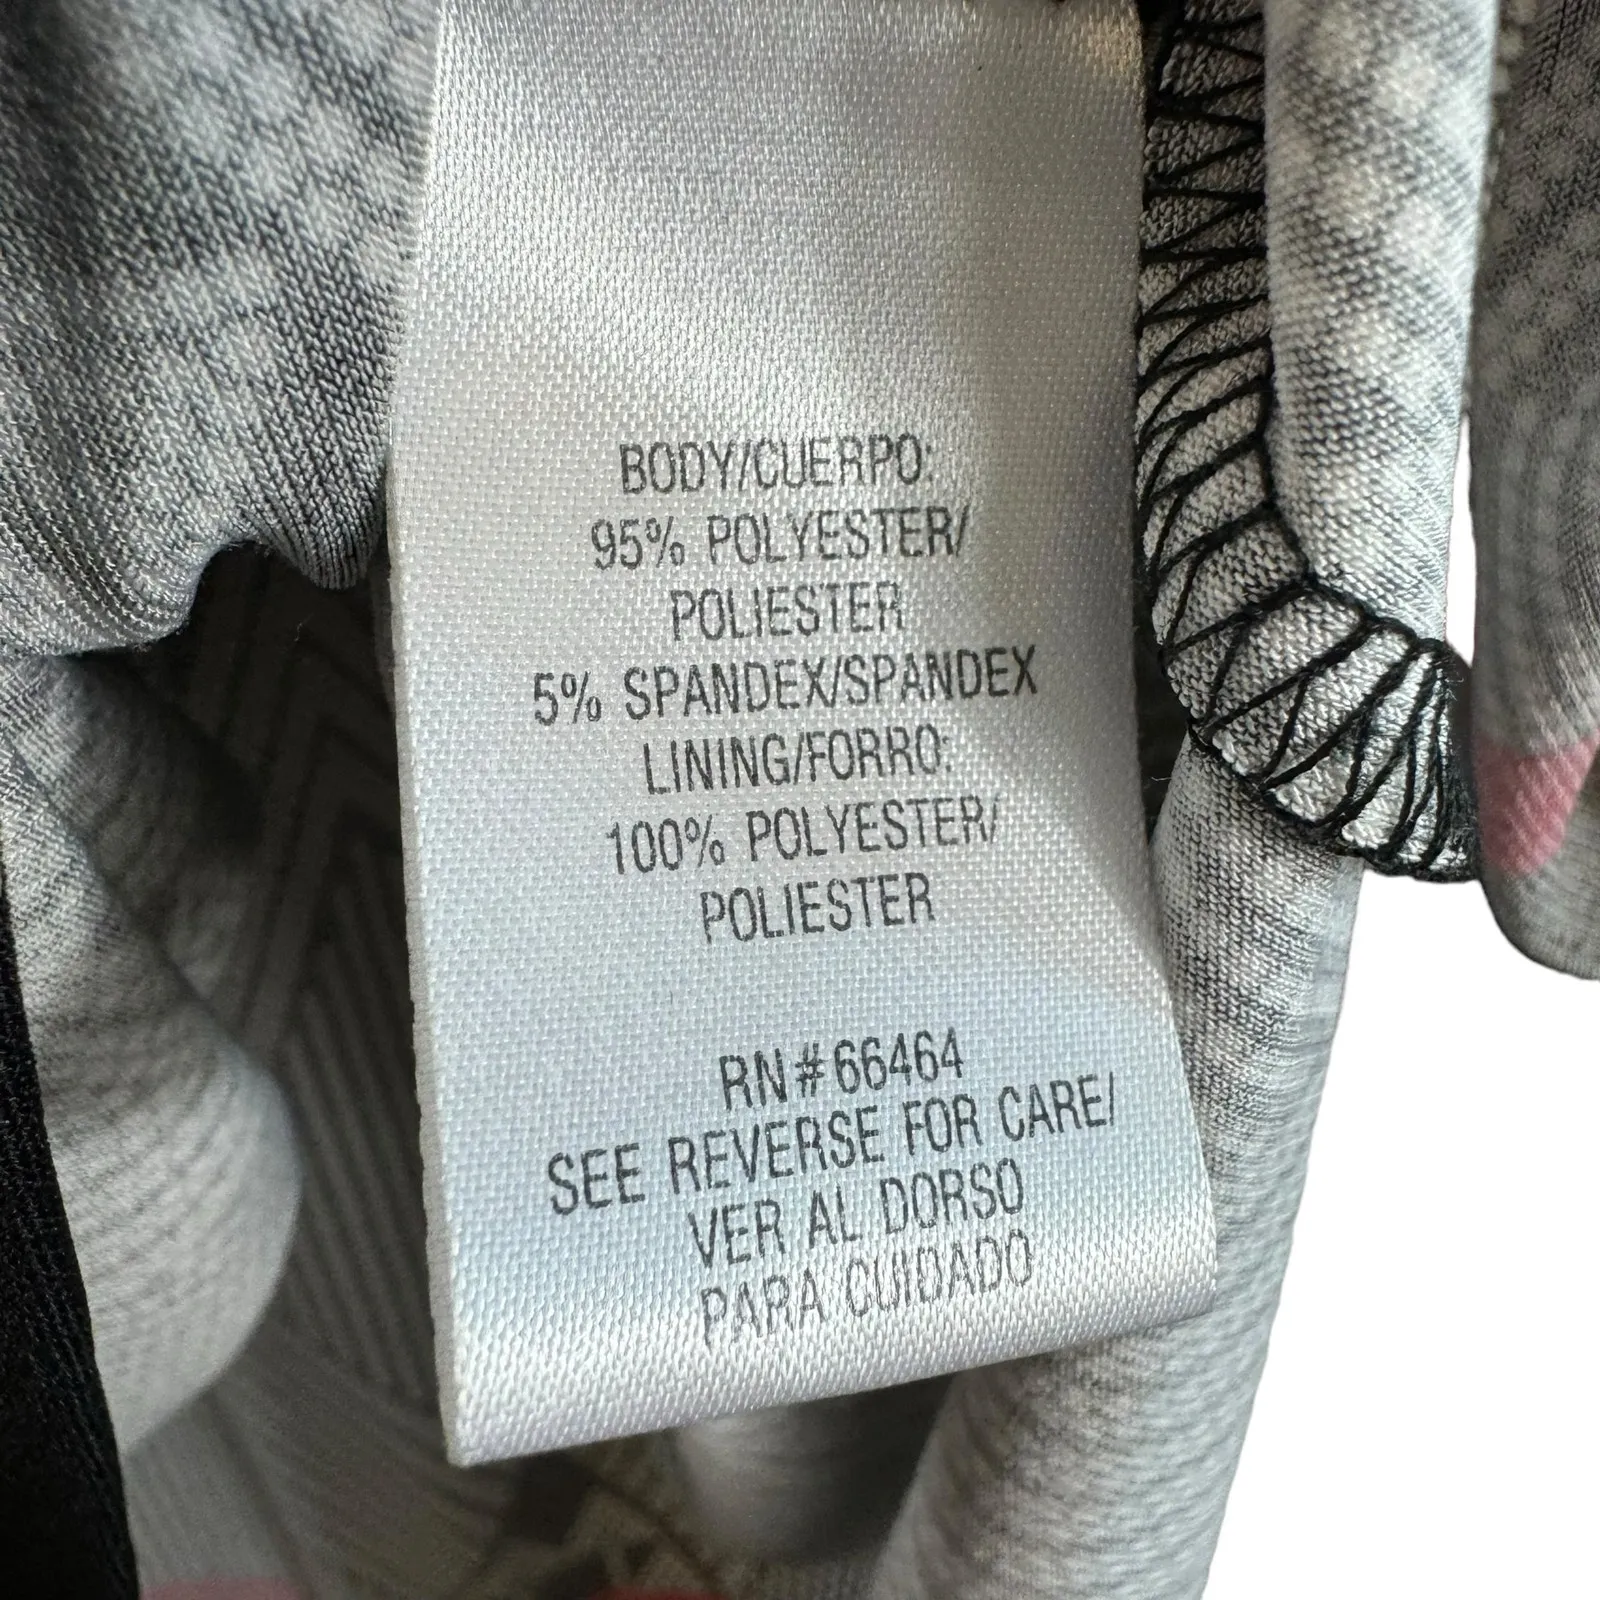 BODY/CUERPO:
95% POLYESTER/
POLIESTER
5% SPANDEX/SPANDEX
LINING/FORRO:
100% POLYESTER/
POLIESTER
RN#66464
SEE REVERSE FOR CARE/
VER AL DORSO
PARA CUIDADO